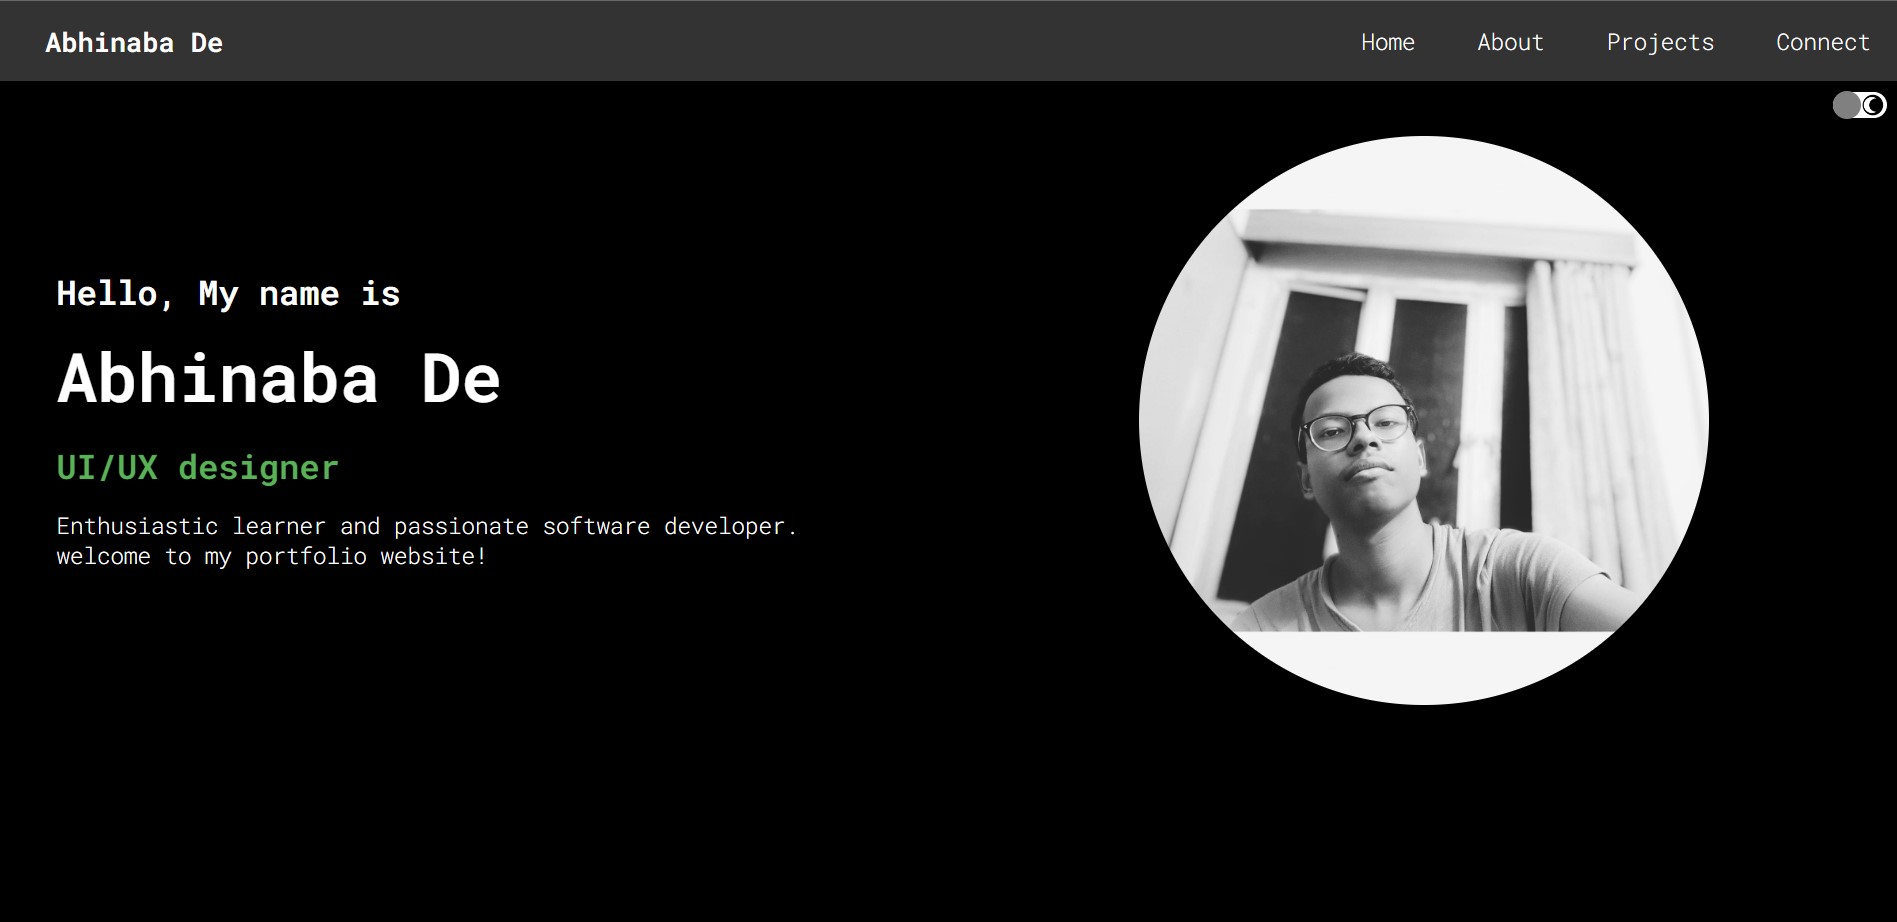 Abhinaba De
Home About Projects Connect
Hello, My name is
Abhinaba De
UI/UX designer
Enthusiastic learner and passionate software developer.
welcome to my portfolio website!